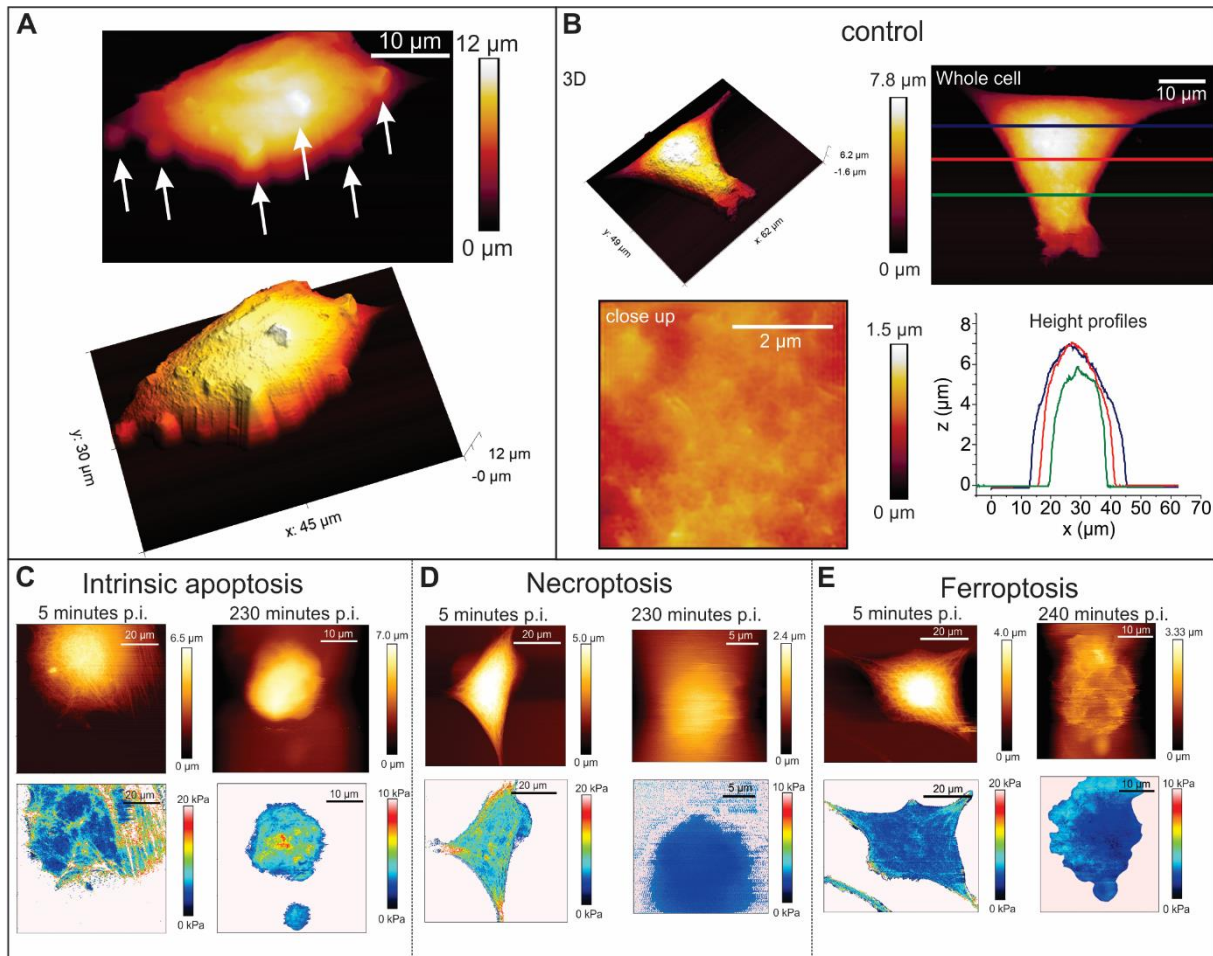 A
10 µm
12 µm
0 µm
y: 30 µm
x: 45 µm
12 µm
-0 µm
B
control
3D
7.8 µm
0 µm
6.2 µm
-1.6 µm
y: 49 µm
x: 62 µm
Whole cell
10 µm
close up
2 µm
1.5 µm
0 µm
Height profiles
z (µm)
8
6
4
2
0
0 10 20 30 40 50 60 70
x (µm)
C
Intrinsic apoptosis
5 minutes p.i.
230 minutes p.i.
20 µm
6.5 µm
0 µm
10 µm
7.0 µm
0 µm
20 µm
20 kPa
0 kPa
10 µm
10 kPa
0 kPa
D
Necroptosis
5 minutes p.i.
230 minutes p.i.
20 µm
5.0 µm
0 µm
5 µm
2.4 µm
0 µm
20 µm
20 kPa
0 kPa
5 µm
10 kPa
0 kPa
E
Ferroptosis
5 minutes p.i.
240 minutes p.i.
20 µm
4.0 µm
0 µm
10 µm
3.33 µm
0 µm
20 µm
20 kPa
0 kPa
10 µm
10 kPa
0 kPa